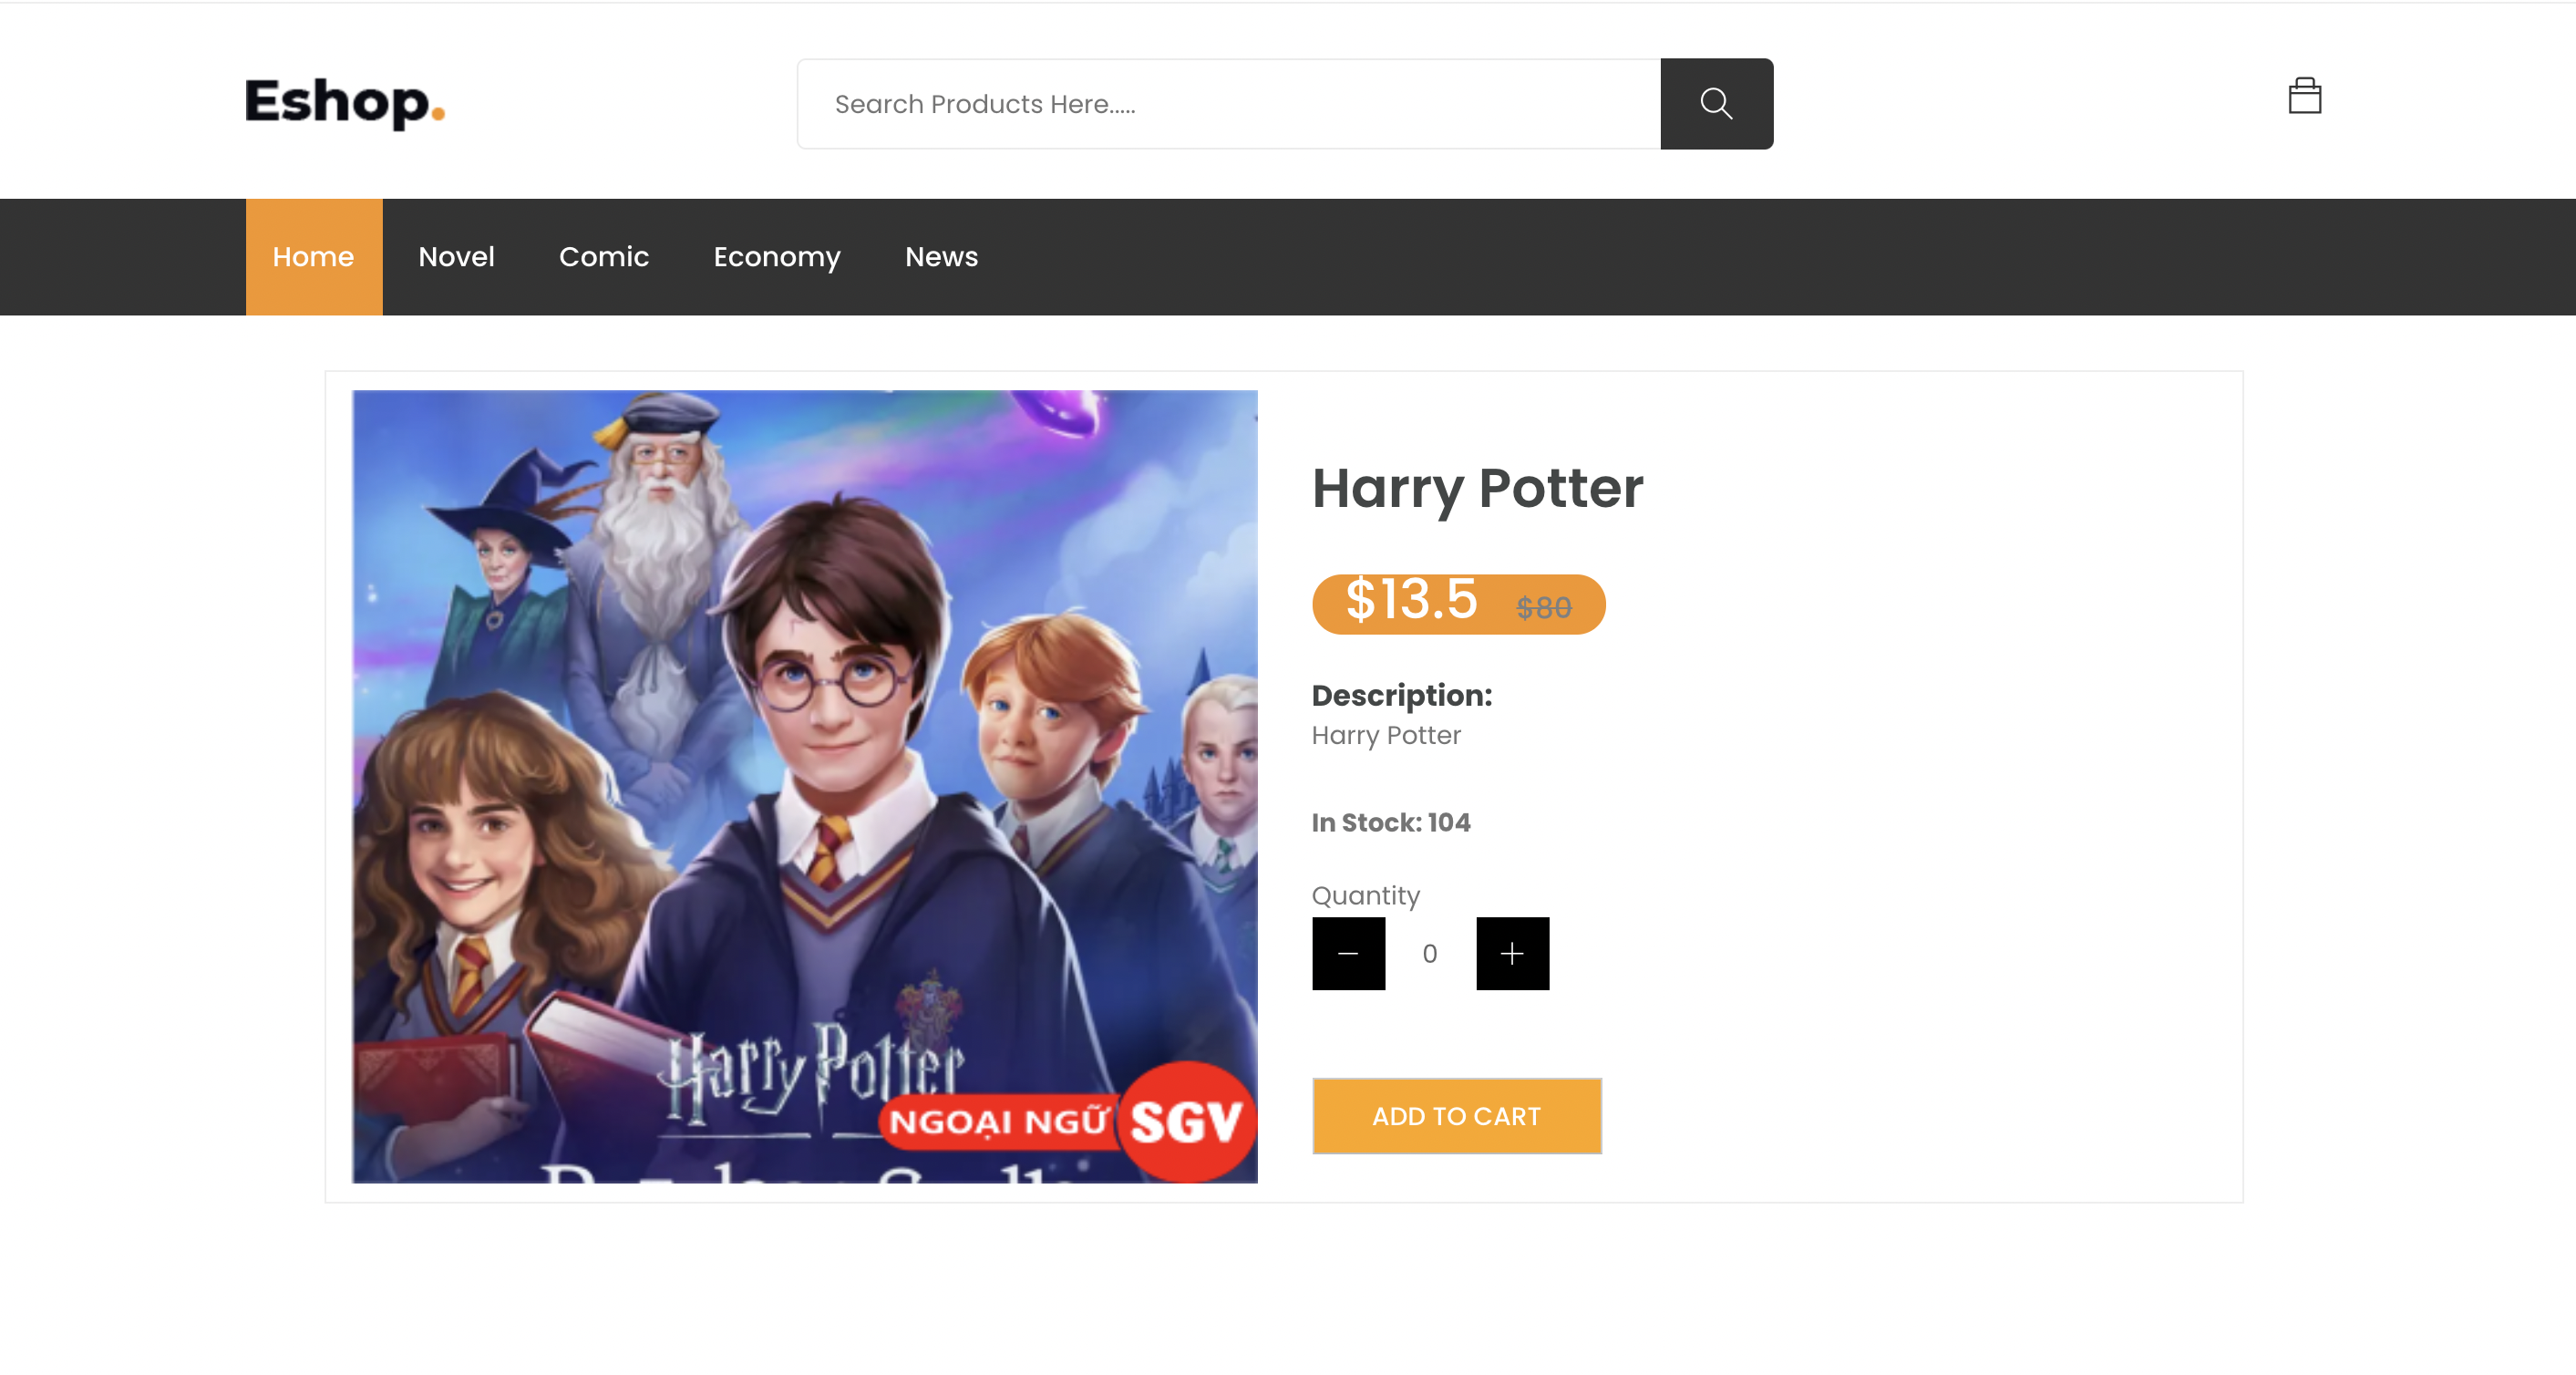 Eshop.
Search Products Here.....
Home Novel Comic Economy News
Harry Potter
$13.5 $80
Description:
Harry Potter
In Stock: 104
Quantity
0
ADD TO CART
Harry Potter
NGOẠI NGỮ SGV